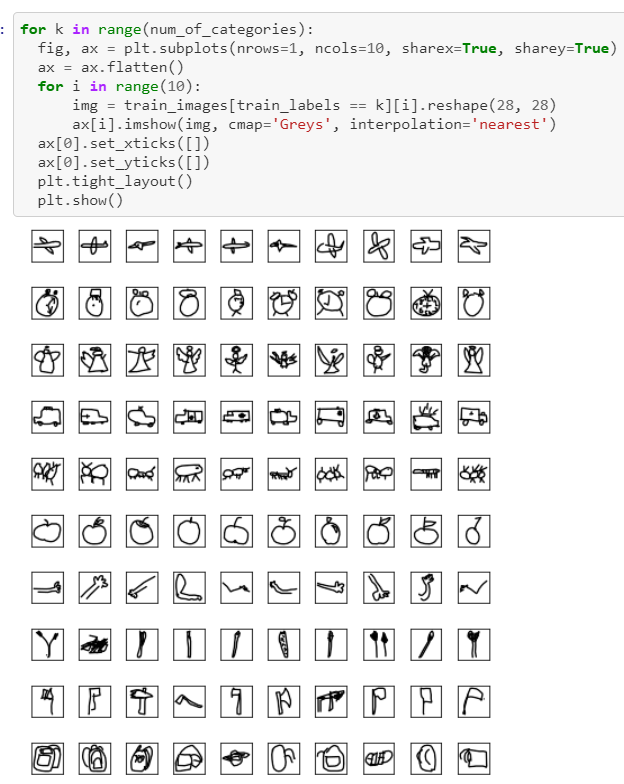 :
for k in range(num_of_categories):
  fig, ax = plt.subplots(nrows=1, ncols=10, sharex=True, sharey=True)
  ax = ax.flatten()
  for i in range(10):
      img = train_images[train_labels == k][i].reshape(28, 28)
      ax[i].imshow(img, cmap='Greys', interpolation='nearest')
  ax[0].set_xticks([])
  ax[0].set_yticks([])
  plt.tight_layout()
  plt.show()